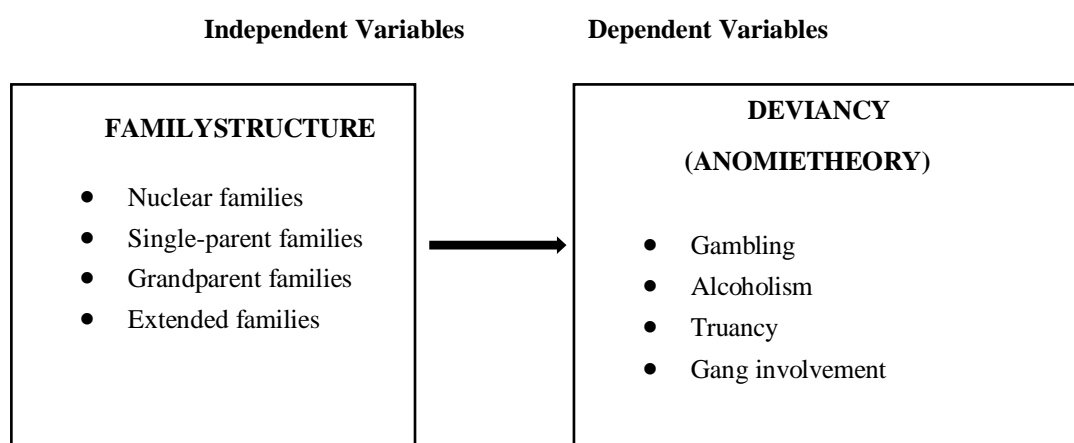 Independent Variables
Dependent Variables
FAMILYSTRUCTURE
● Nuclear families
● Single-parent families
● Grandparent families
● Extended families
DEVIANCY
(ANOMIETHEORY)
● Gambling
● Alcoholism
● Truancy
● Gang involvement